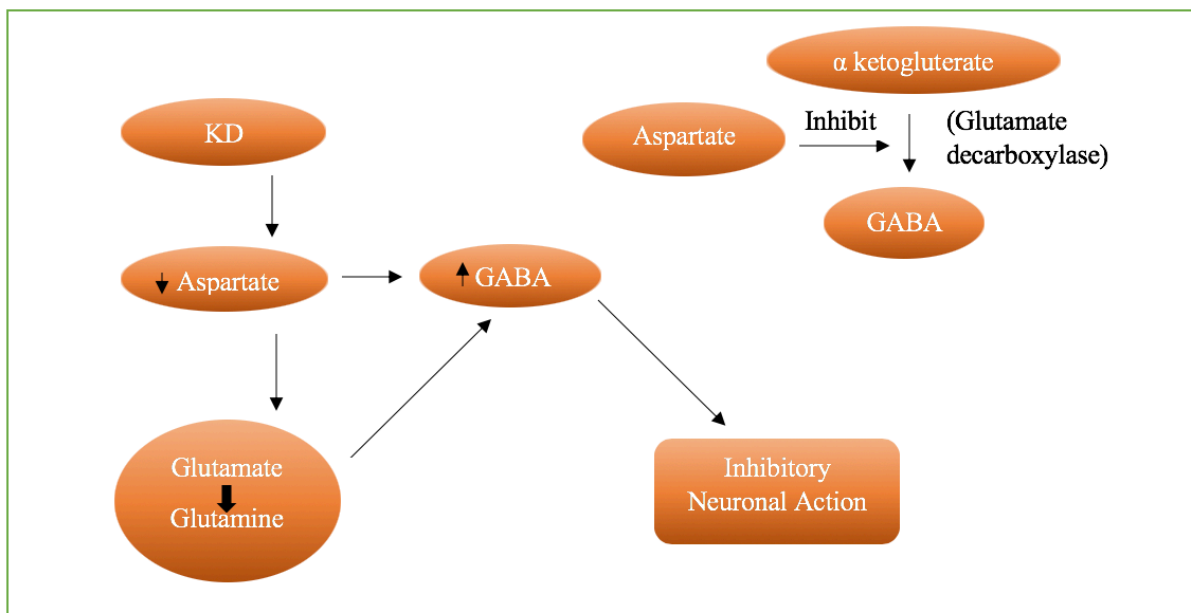 α ketogluterate
KD
Aspartate
Inhibit
(Glutamate
decarboxylase)
GABA
Aspartate
GABA
Glutamate
Glutamine
Inhibitory
Neuronal Action